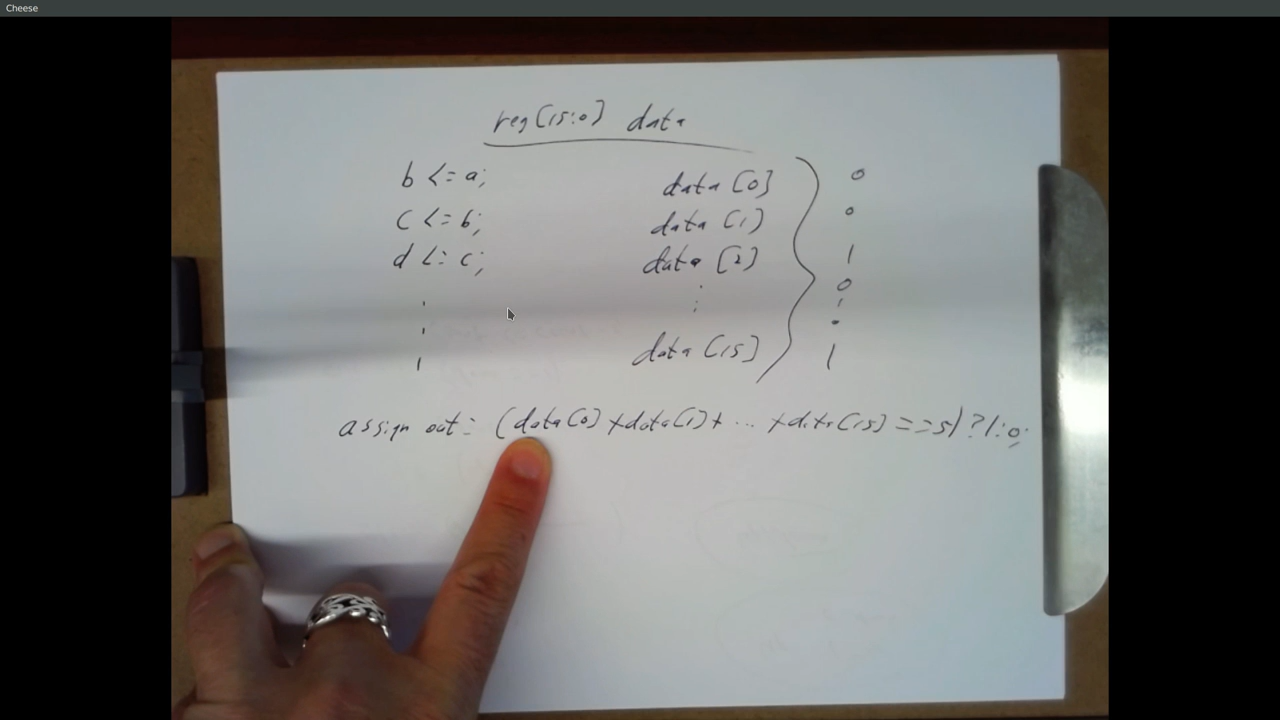 Cheese
reg [15:0] data
b <= a; data [0] 0
c <= b; data [1] 0
d <= c; data [2] 1
: 0
data [15] 1
assign out = (data[0] + data[1] + ... + data[15] == 5) ? 1:0;